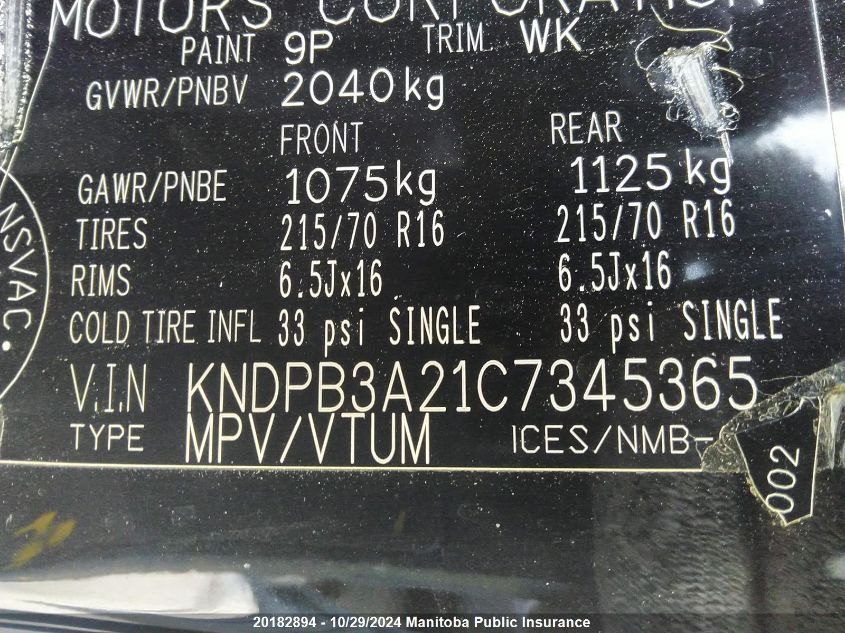 MOTORS CORPORATION
PAINT 9P TRIM WK
GVWR/PNBV 2040kg
FRONT REAR
GAWR/PNBE 1075kg 1125kg
TIRES 215/70 R16 215/70 R16
RIMS 6.5Jx16 6.5Jx16
COLD TIRE INFL 33 psi SINGLE 33 psi SINGLE
V.I.N KNDPB3A21C7345365
TYPE MPV/VTUM ICES/NMB-
002
NSVAC.
20182894 - 10/29/2024 Manitoba Public Insurance